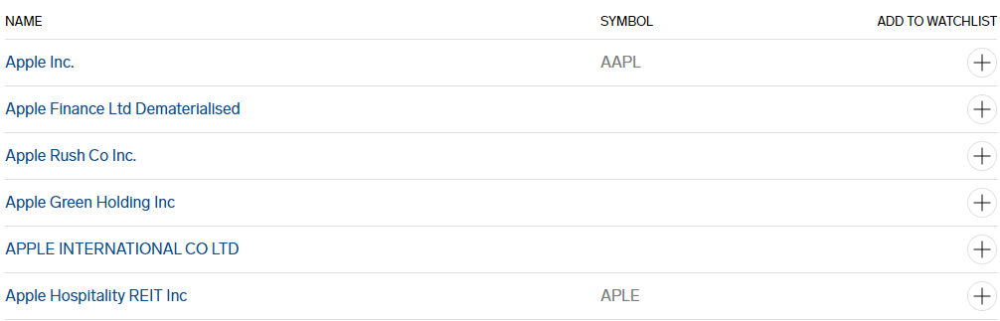 NAME SYMBOL ADD TO WATCHLIST
Apple Inc. AAPL
Apple Finance Ltd Dematerialised
Apple Rush Co Inc.
Apple Green Holding Inc
APPLE INTERNATIONAL CO LTD
Apple Hospitality REIT Inc APLE